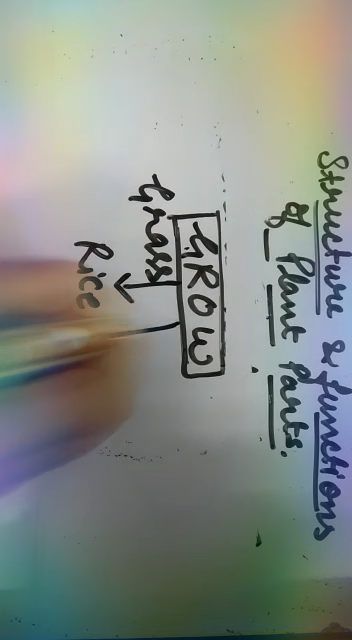 Structure & functions
of Plant Parts.
GROW
Grass
Rice